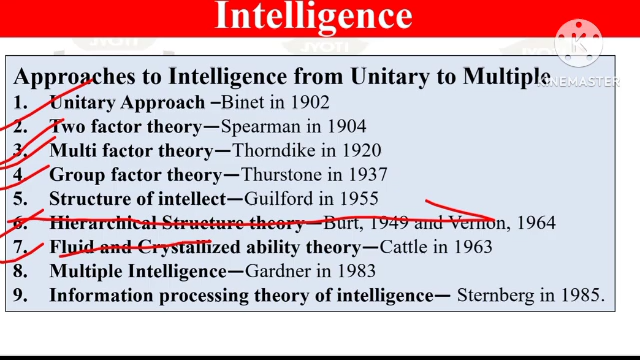 Intelligence
K
KINEMASTER
Approaches to Intelligence from Unitary to Multiple
1. Unitary Approach –Binet in 1902
2. Two factor theory—Spearman in 1904
3. Multi factor theory—Thorndike in 1920
4. Group factor theory—Thurstone in 1937
5. Structure of intellect—Guilford in 1955
6. Hierarchical Structure theory—Burt, 1949 and Vernon, 1964
7. Fluid and Crystallized ability theory—Cattle in 1963
8. Multiple Intelligence—Gardner in 1983
9. Information processing theory of intelligence— Sternberg in 1985.